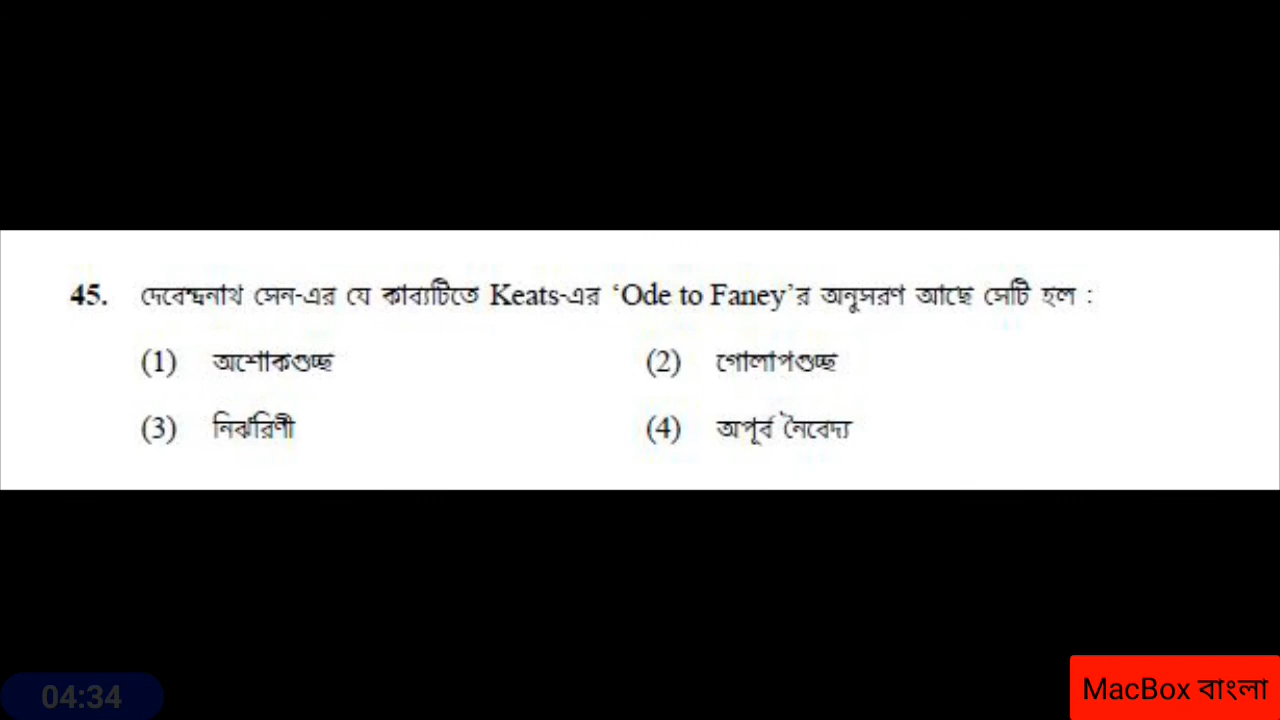 45. দেবেন্দ্রনাথ সেন-এর যে কাব্যটিতে Keats-এর ‘Ode to Faney’র অনুসরণ আছে সেটি হল :
(1) অশোকগুচ্ছ (2) গোলাপগুচ্ছ
(3) নির্ঝরিণী (4) অপূর্ব নৈবেদ্য
04:34
MacBox বাংলা